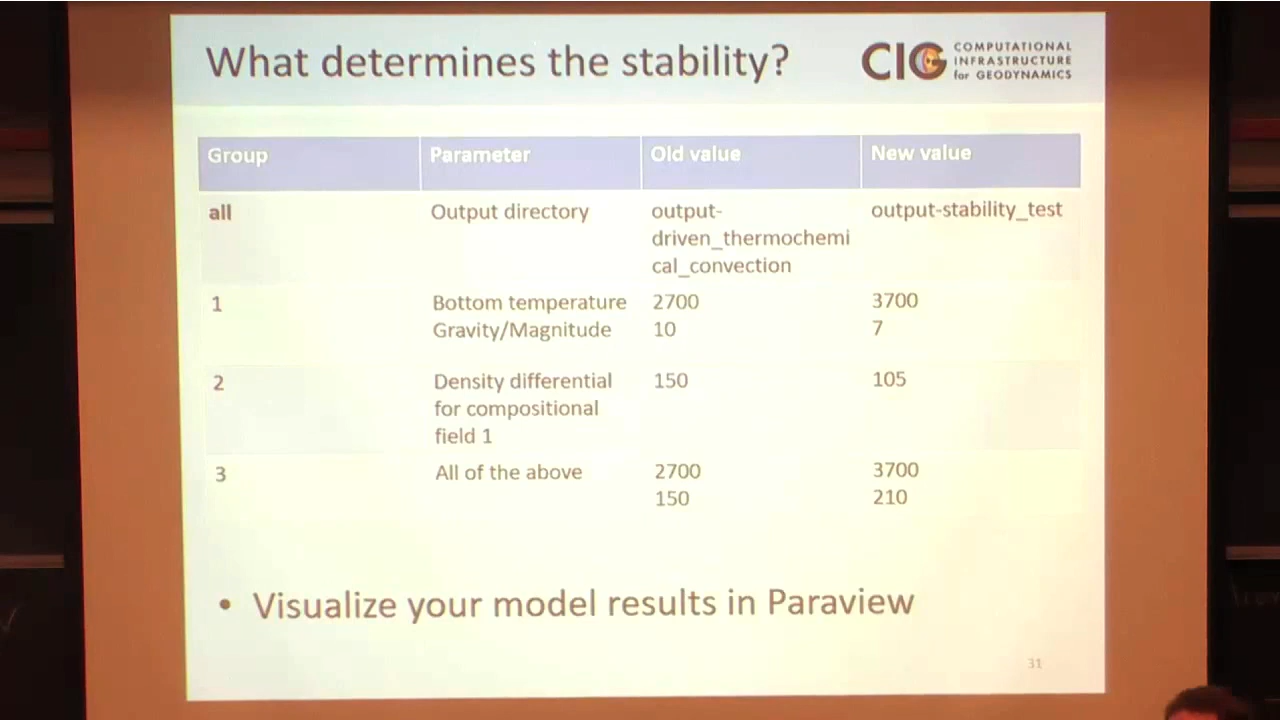 What determines the stability?
CIG COMPUTATIONAL
INFRASTRUCTURE
for GEODYNAMICS
Group Parameter Old value New value
all Output directory output- output-stability_test
driven_thermochemi
cal_convection
1 Bottom temperature 2700 3700
Gravity/Magnitude 10 7
2 Density differential 150 105
for compositional
field 1
3 All of the above 2700 3700
150 210
• Visualize your model results in Paraview
31